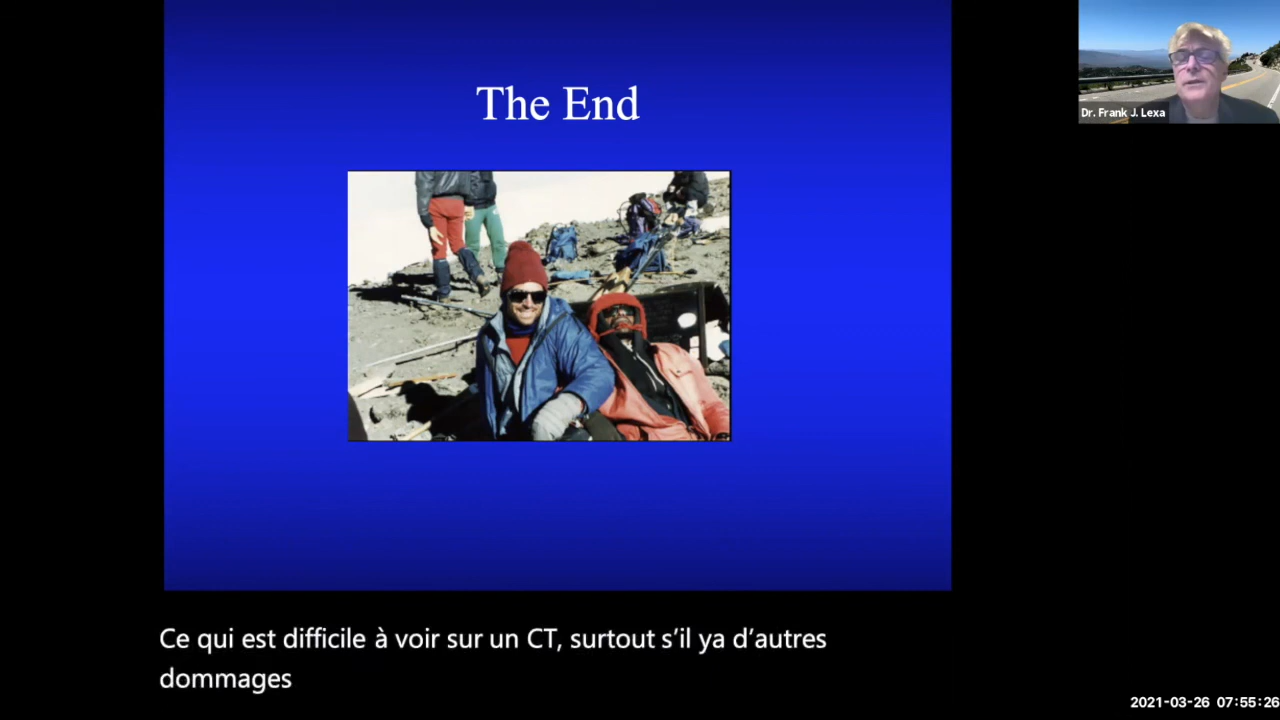 The End
Dr. Frank J. Lexa
Ce qui est difficile à voir sur un CT, surtout s’il ya d’autres
dommages
2021-03-26 07:55:26